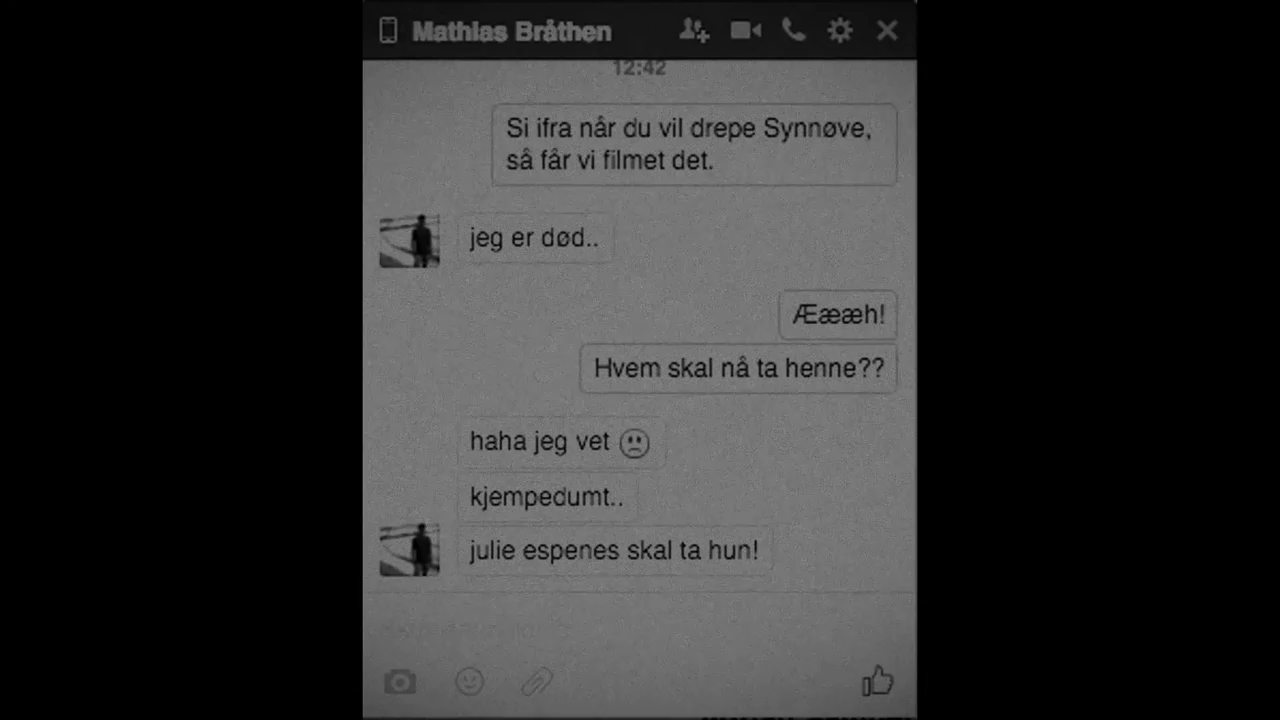 Mathias Bråthen
12:42
Si ifra når du vil drepe Synnøve,
så får vi filmet det.
jeg er død..
Æææh!
Hvem skal nå ta henne??
haha jeg vet
kjempedumt..
julie espenes skal ta hun!